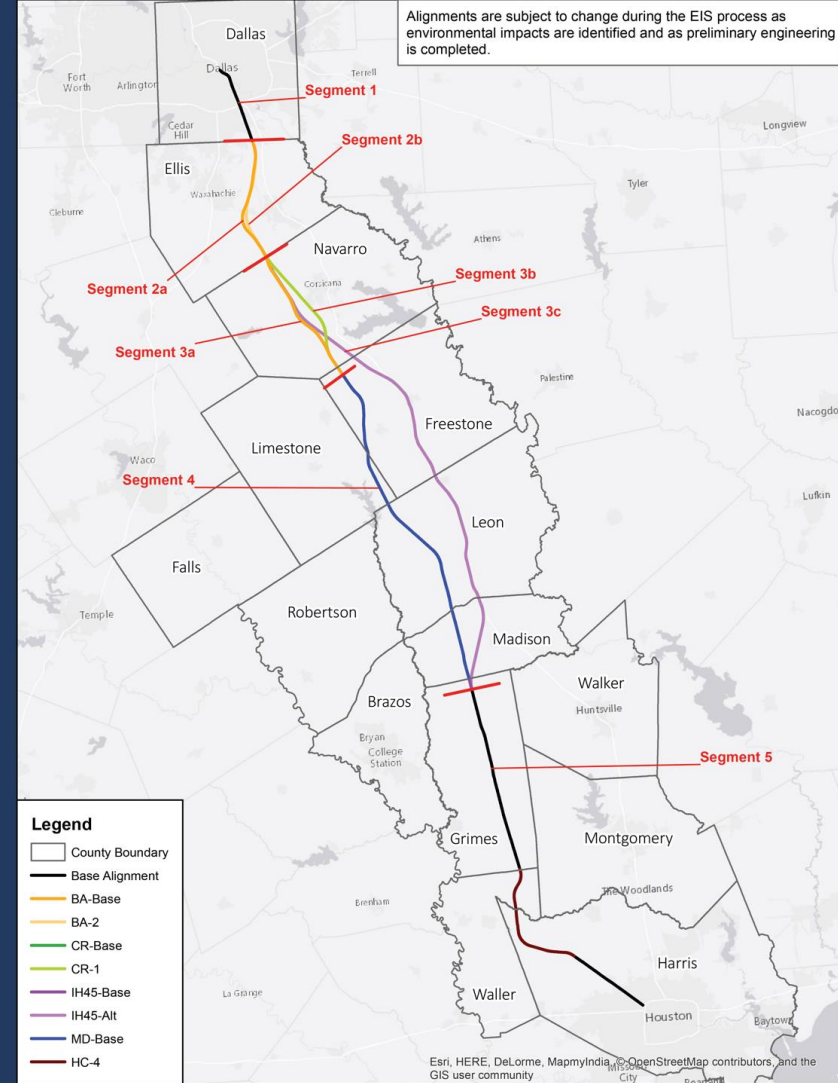 Alignments are subject to change during the EIS process as
environmental impacts are identified and as preliminary engineering
is completed.
Dallas
Dallas
Fort
Worth
Arlington
Terrell
Segment 1
Cedar
Hill
Longview
Segment 2b
Ellis
Waxahachie
Tyler
Cleburne
Athens
Navarro
Segment 2a
Corsicana
Segment 3b
Segment 3c
Segment 3a
Palestine
Nacogdo
Freestone
Limestone
Waco
Segment 4
Lufkin
Leon
Falls
Temple
Robertson
Madison
Walker
Brazos
Huntsville
Bryan
College
Station
Segment 5
Grimes
Montgomery
The Woodlands
Brenham
Harris
La Grange
Waller
Houston
Baytown
Legend
County Boundary
Base Alignment
BA-Base
BA-2
CR-Base
CR-1
IH45-Base
IH45-Alt
MD-Base
HC-4
Esri, HERE, DeLorme, MapmyIndia, © OpenStreetMap contributors, and the
GIS user community
Missouri
City